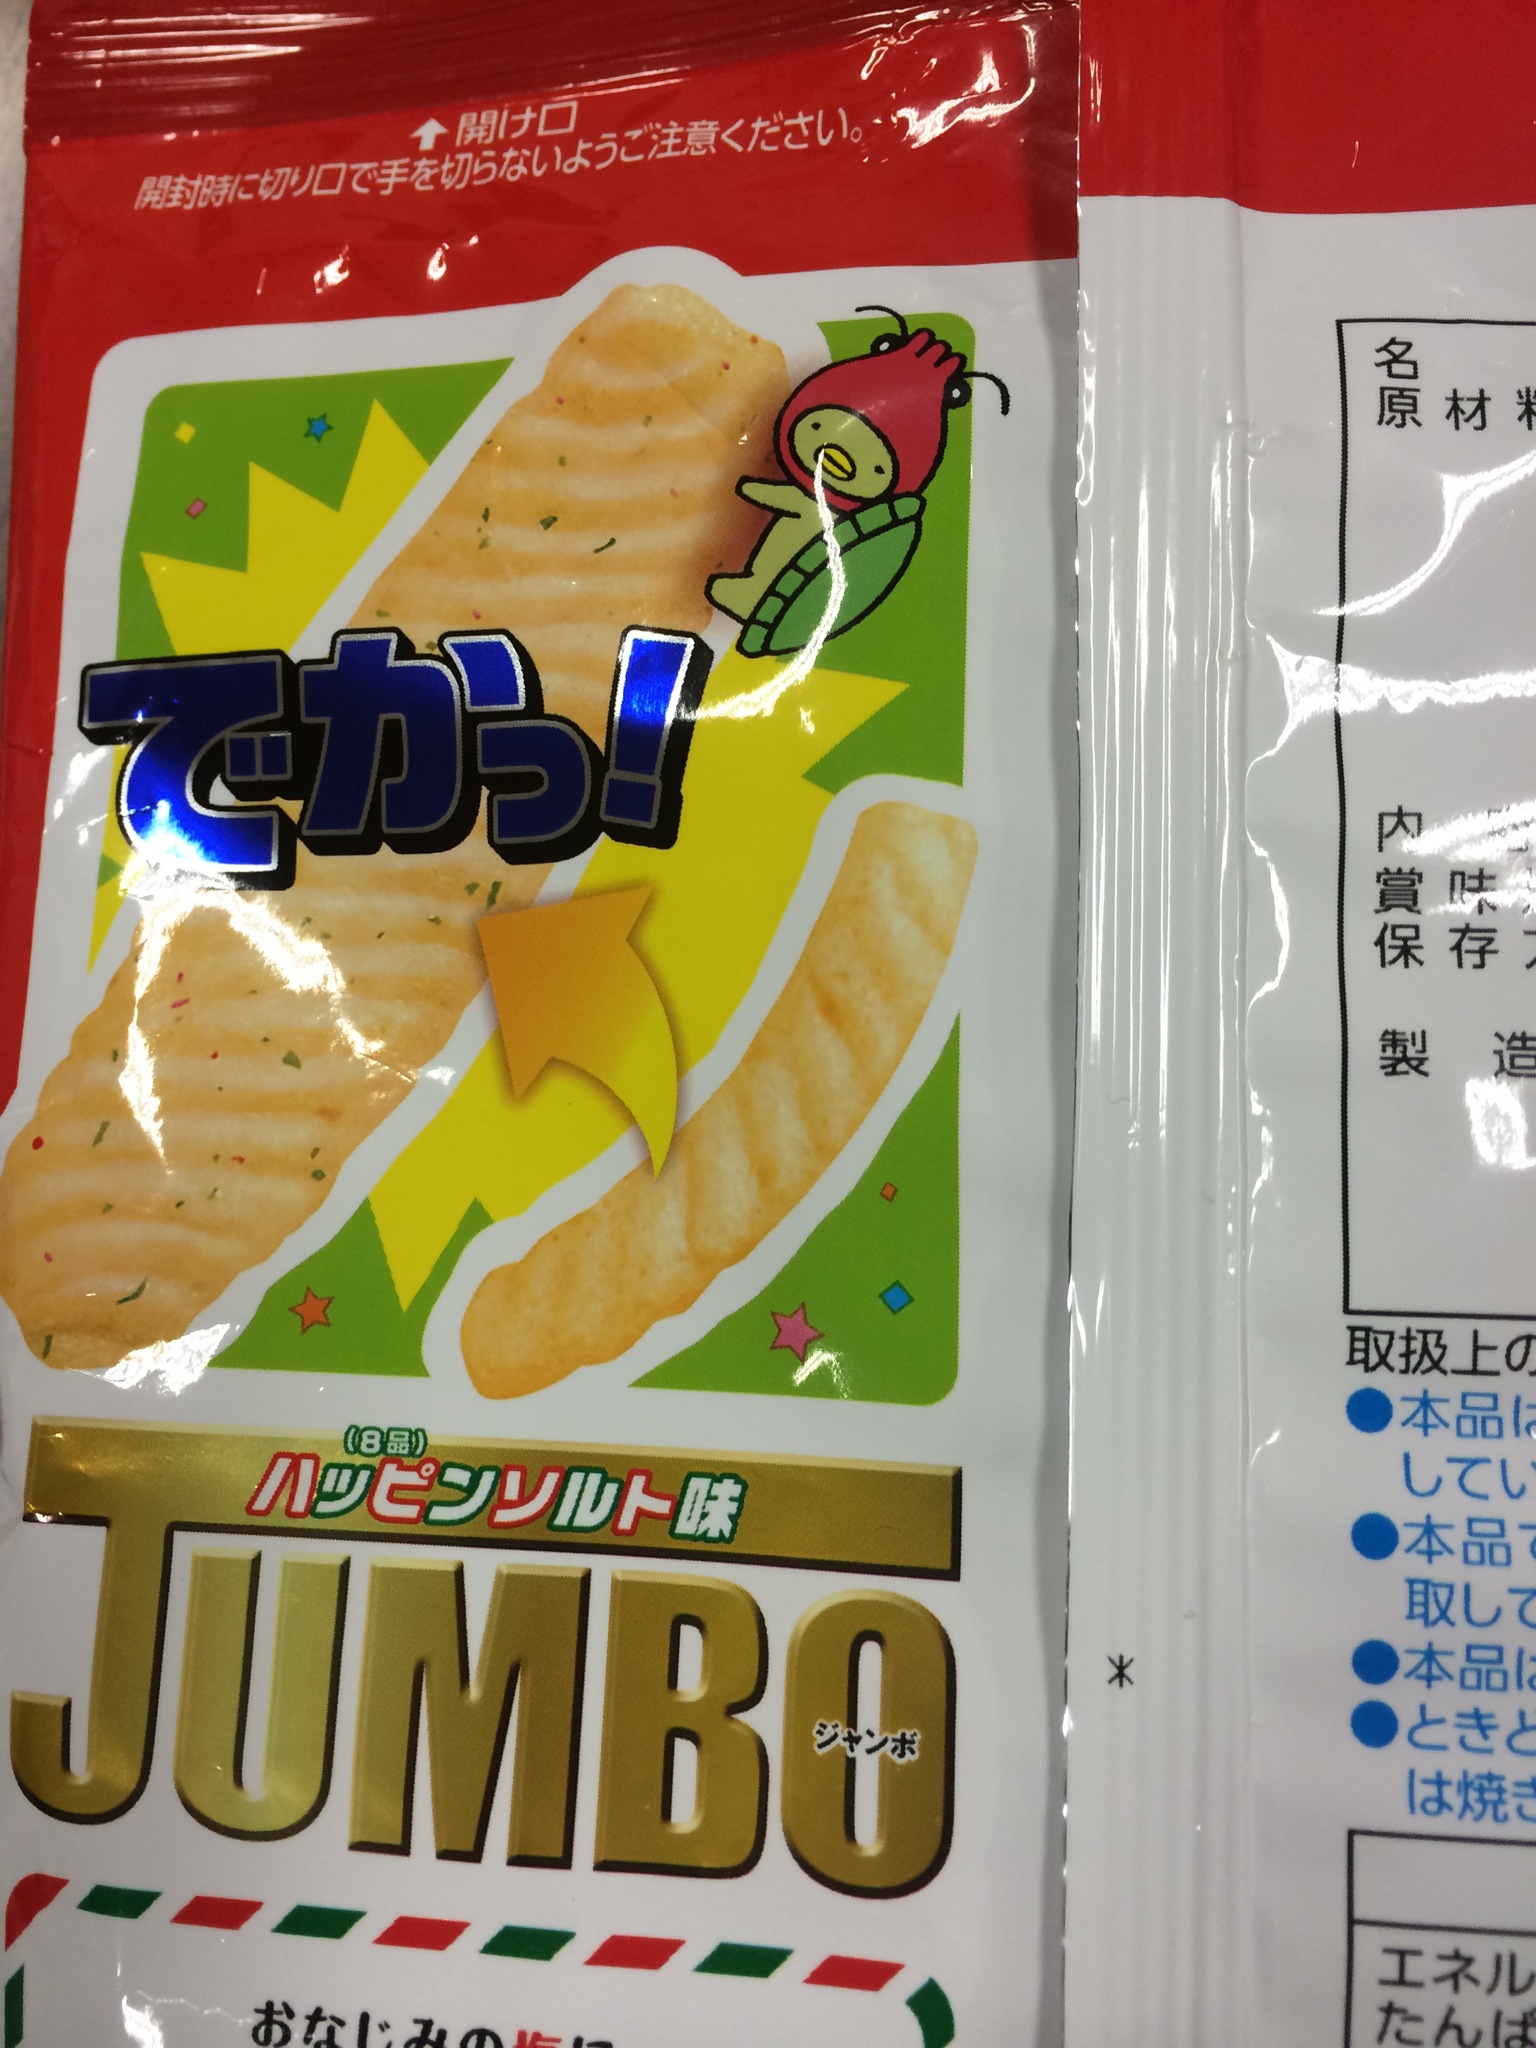 開け口
開封時に切り口で手を切らないようご注意ください。
でかっ!
(8品)
ハッピンソルト味
JUMBO
ジャンボ
おなじみの塩に
名
原材料
内
賞味
保存
製造
取扱上の
●本品は
してい
●本品で
取して
●本品は
●ときど
は焼き
エネル
たんぱ
*